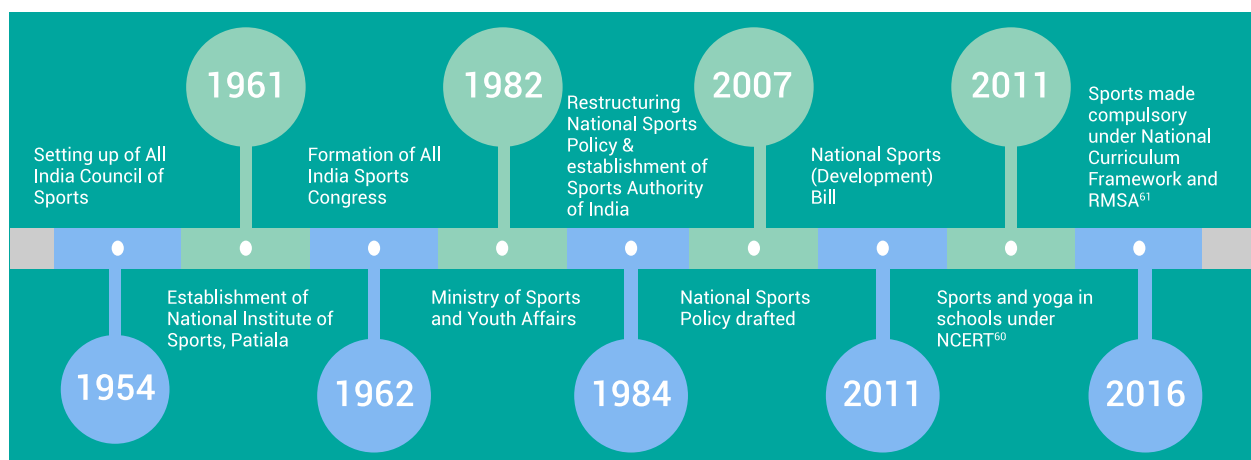 1954
Setting up of All
India Council of
Sports
1961
Establishment of
National Institute of
Sports, Patiala
1962
Formation of All
India Sports
Congress
1982
Ministry of Sports
and Youth Affairs
1984
Restructuring
National Sports
Policy &
establishment of
Sports Authority
of India
2007
National Sports
Policy drafted
2011
National Sports
(Development)
Bill
2011
Sports and yoga in
schools under
NCERT⁶⁰
2016
Sports made
compulsory
under National
Curriculum
Framework and
RMSA⁶¹